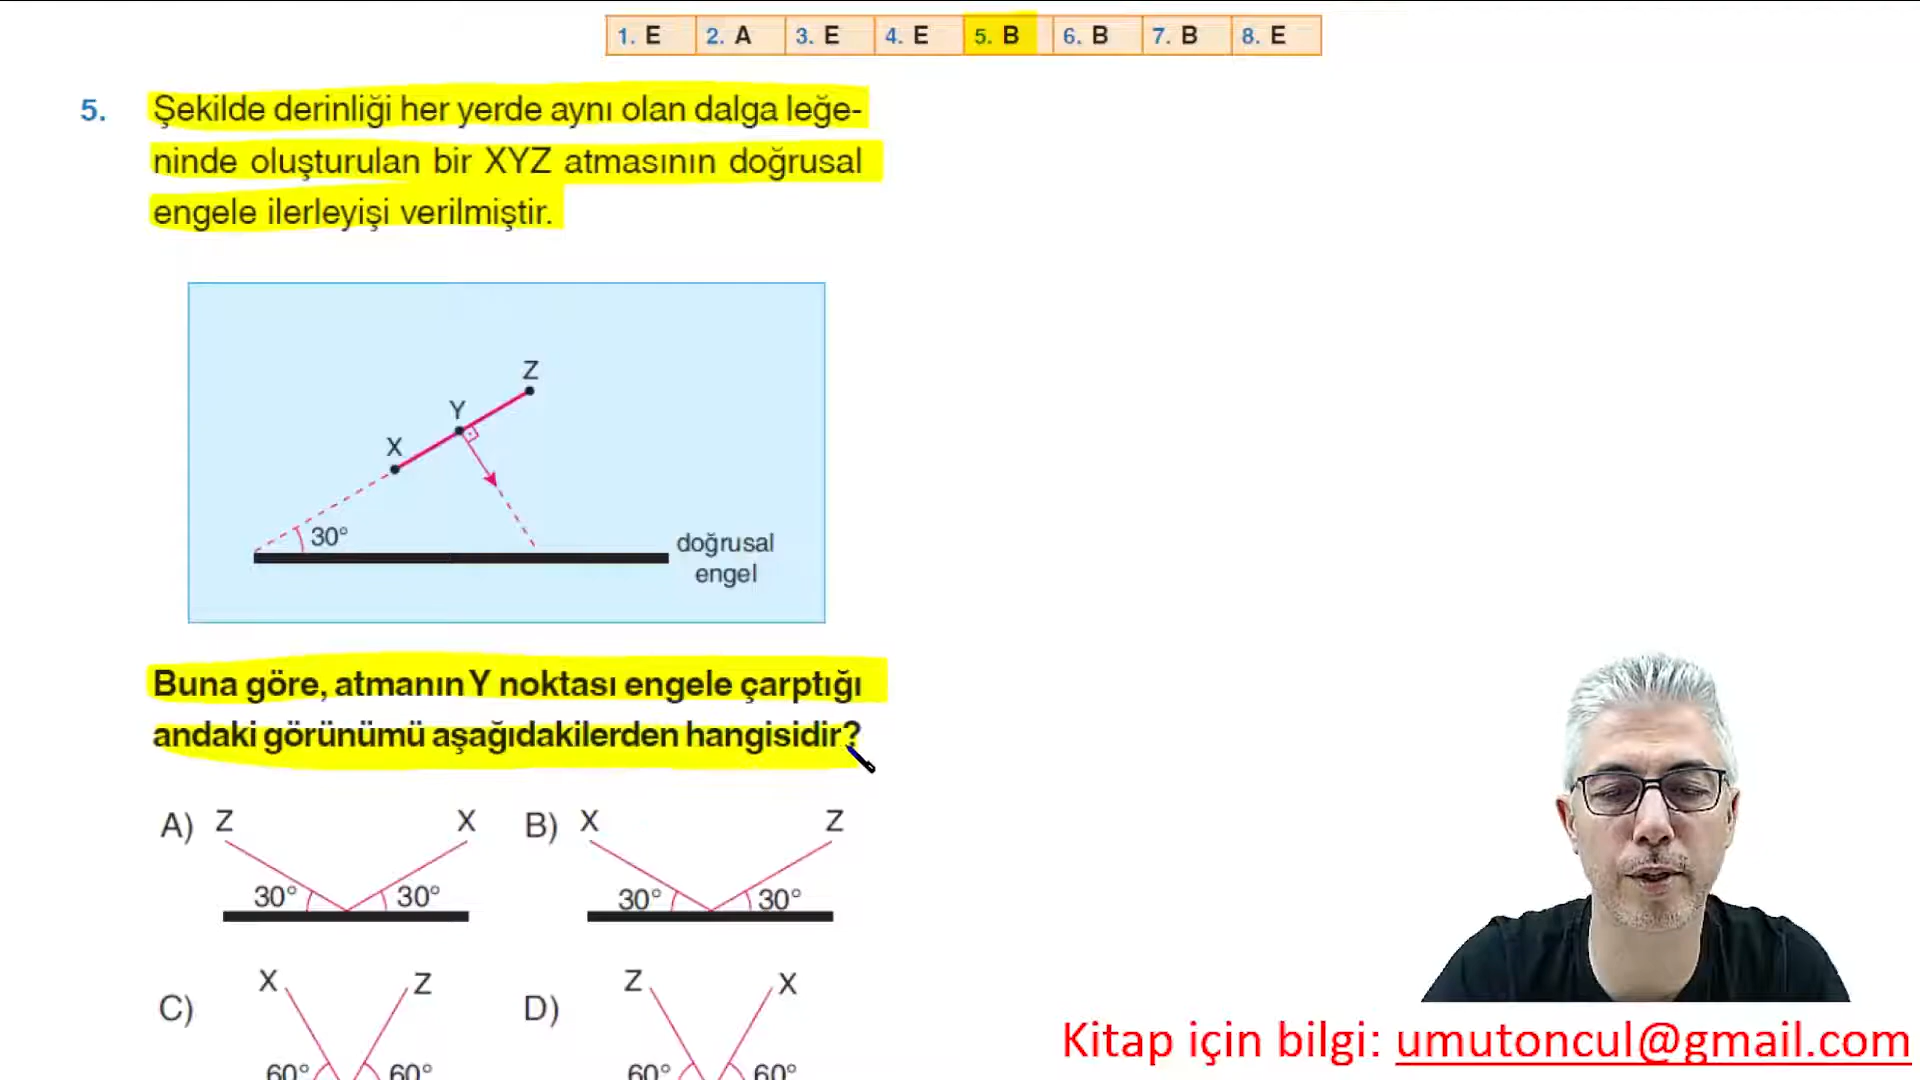 1. E 2. A 3. E 4. E 5. B 6. B 7. B 8. E
5. Şekilde derinliği her yerde aynı olan dalga leğe-
ninde oluşturulan bir XYZ atmasının doğrusal
engele ilerleyişi verilmiştir.
Z
Y
X
30°
doğrusal
engel
Buna göre, atmanın Y noktası engele çarptığı
andaki görünümü aşağıdakilerden hangisidir?
A) Z X B) X Z
30° 30° 30° 30°
C) X Z D) Z X
60° 60° 60° 60°
Kitap için bilgi: umutoncul@gmail.com